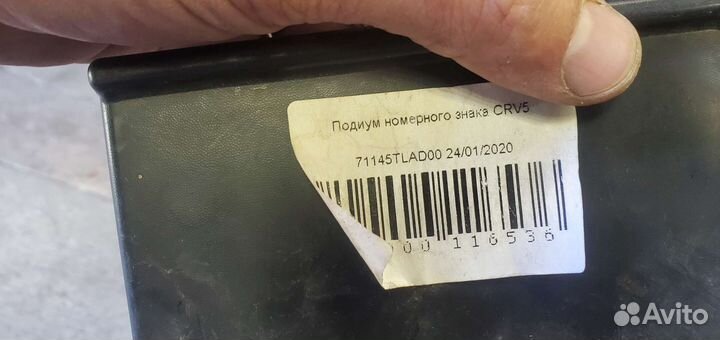 Подиум номерного знака CRV5
71145TLAD00 24/01/2020
00 116536
Avito